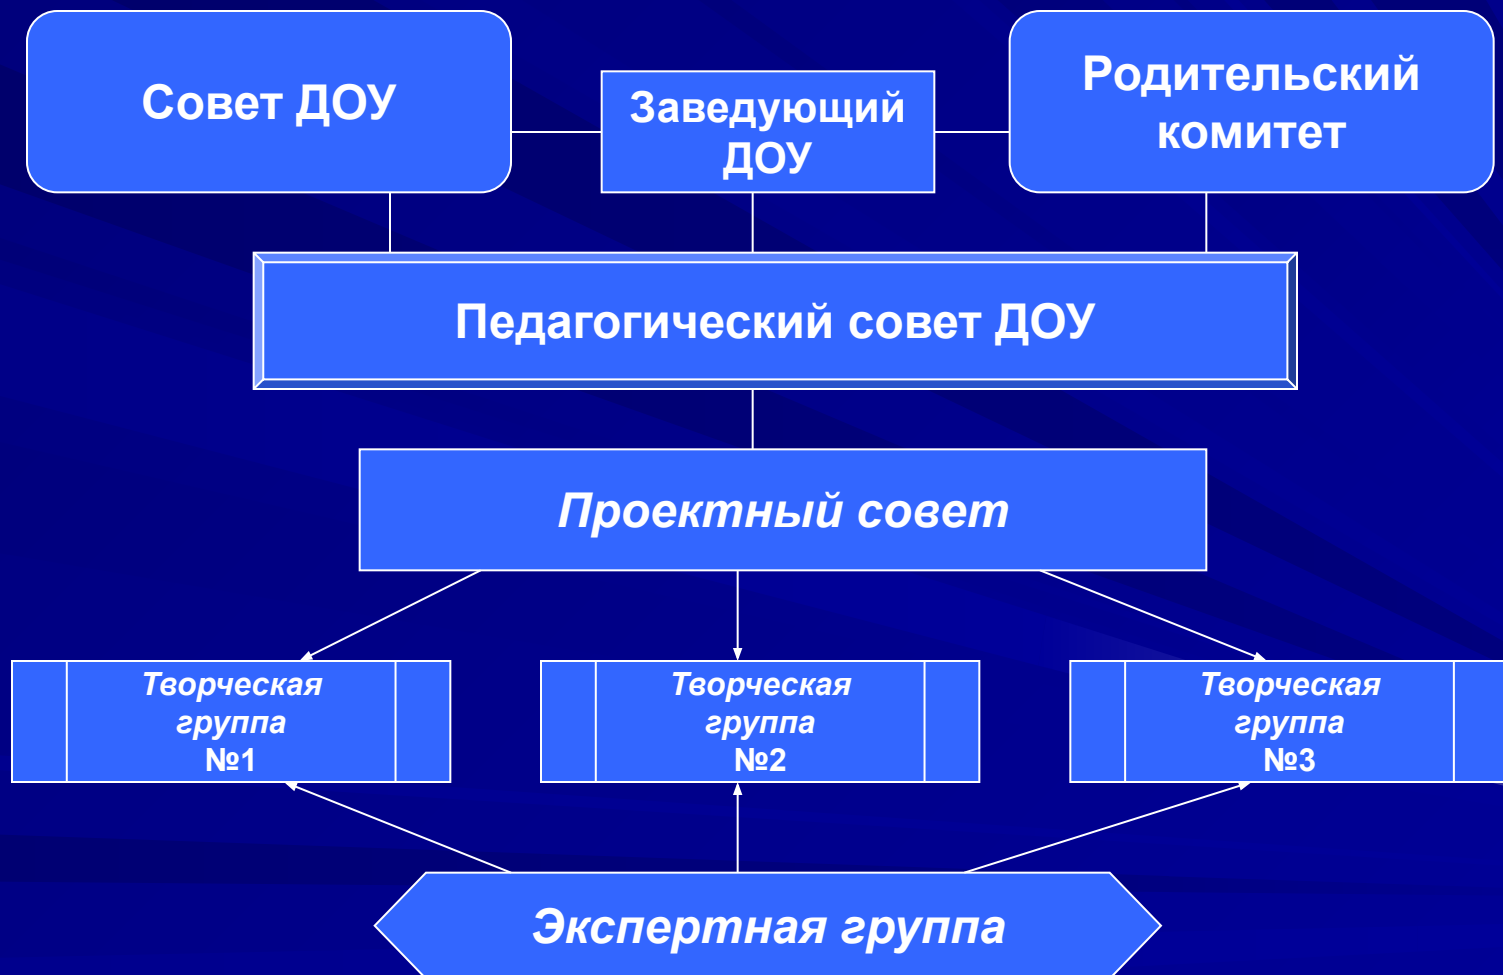 Совет ДОУ
Заведующий
ДОУ
Родительский
комитет
Педагогический совет ДОУ
Проектный совет
Творческая
группа
№1
Творческая
группа
№2
Творческая
группа
№3
Экспертная группа